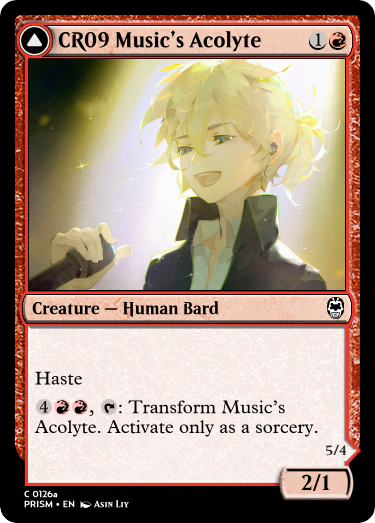 CR09 Music's Acolyte 1
Creature — Human Bard
Haste
4, : Transform Music's
Acolyte. Activate only as a sorcery.
5/4
2/1
C 0126a
PRISM • EN Asin Liy